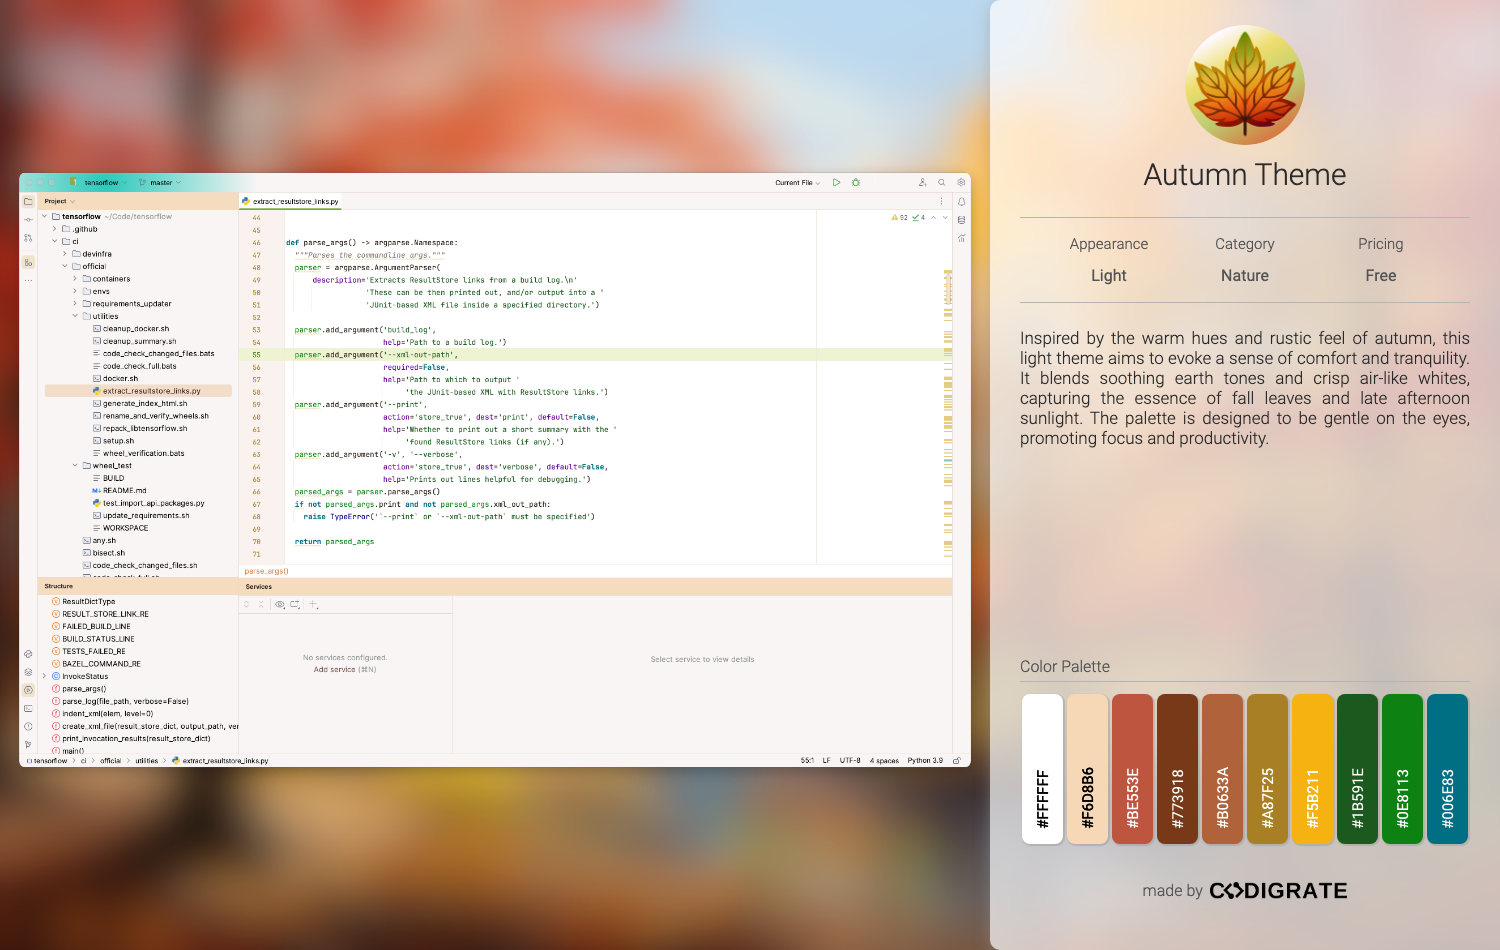 tensorflow
master
Current File
Project
extract_resultstore_links.py
tensorflow ~/Code/tensorflow
.github
ci
devinfra
official
containers
envs
requirements_updater
utilities
cleanup_docker.sh
cleanup_summary.sh
code_check_changed_files.bats
code_check_full.bats
docker.sh
extract_resultstore_links.py
generate_index_html.sh
rename_and_verify_wheels.sh
repack_libtensorflow.sh
setup.sh
wheel_verification.bats
wheel_test
BUILD
README.md
test_import_api_packages.py
update_requirements.sh
WORKSPACE
any.sh
bisect.sh
code_check_changed_files.sh
92 4
44
45
46 def parse_args() -> argparse.Namespace:
47 """Parses the commandline args."""
48 parser = argparse.ArgumentParser(
49 description='Extracts ResultStore links from a build log.\n'
50 'These can be then printed out, and/or output into a '
51 'JUnit-based XML file inside a specified directory.')
52
53 parser.add_argument('build_log',
54 help='Path to a build log.')
55 parser.add_argument('--xml-out-path',
56 required=False,
57 help='Path to which to output '
58 'the JUnit-based XML with ResultStore links.')
59 parser.add_argument('--print',
60 action='store_true', dest='print', default=False,
61 help='Whether to print out a short summary with the '
62 'found ResultStore links (if any).')
63 parser.add_argument('-v', '--verbose',
64 action='store_true', dest='verbose', default=False,
65 help='Prints out lines helpful for debugging.')
66 parsed_args = parser.parse_args()
67 if not parsed_args.print and not parsed_args.xml_out_path:
68 raise TypeError('`--print` or `--xml-out-path` must be specified')
69
70 return parsed_args
71
parse_args()
Structure
ResultDictType
RESULT_STORE_LINK_RE
FAILED_BUILD_LINE
BUILD_STATUS_LINE
TESTS_FAILED_RE
BAZEL_COMMAND_RE
InvokeStatus
parse_args()
parse_log(file_path, verbose=False)
indent_xml(elem, level=0)
create_xml_file(result_store_dict, output_path, ver
print_invocation_results(result_store_dict)
main()
Services
No services configured.
Add service (⌘N)
Select service to view details
tensorflow > ci > official > utilities > extract_resultstore_links.py
55:1 LF UTF-8 4 spaces Python 3.9
Autumn Theme
Appearance Category Pricing
Light Nature Free
Inspired by the warm hues and rustic feel of autumn, this
light theme aims to evoke a sense of comfort and tranquility.
It blends soothing earth tones and crisp air-like whites,
capturing the essence of fall leaves and late afternoon
sunlight. The palette is designed to be gentle on the eyes,
promoting focus and productivity.
Color Palette
#FFFFFF
#F6D8B6
#BE553E
#773918
#B0633A
#A87F25
#F5B211
#1B591E
#0E8113
#006E83
made by CODIGRATE